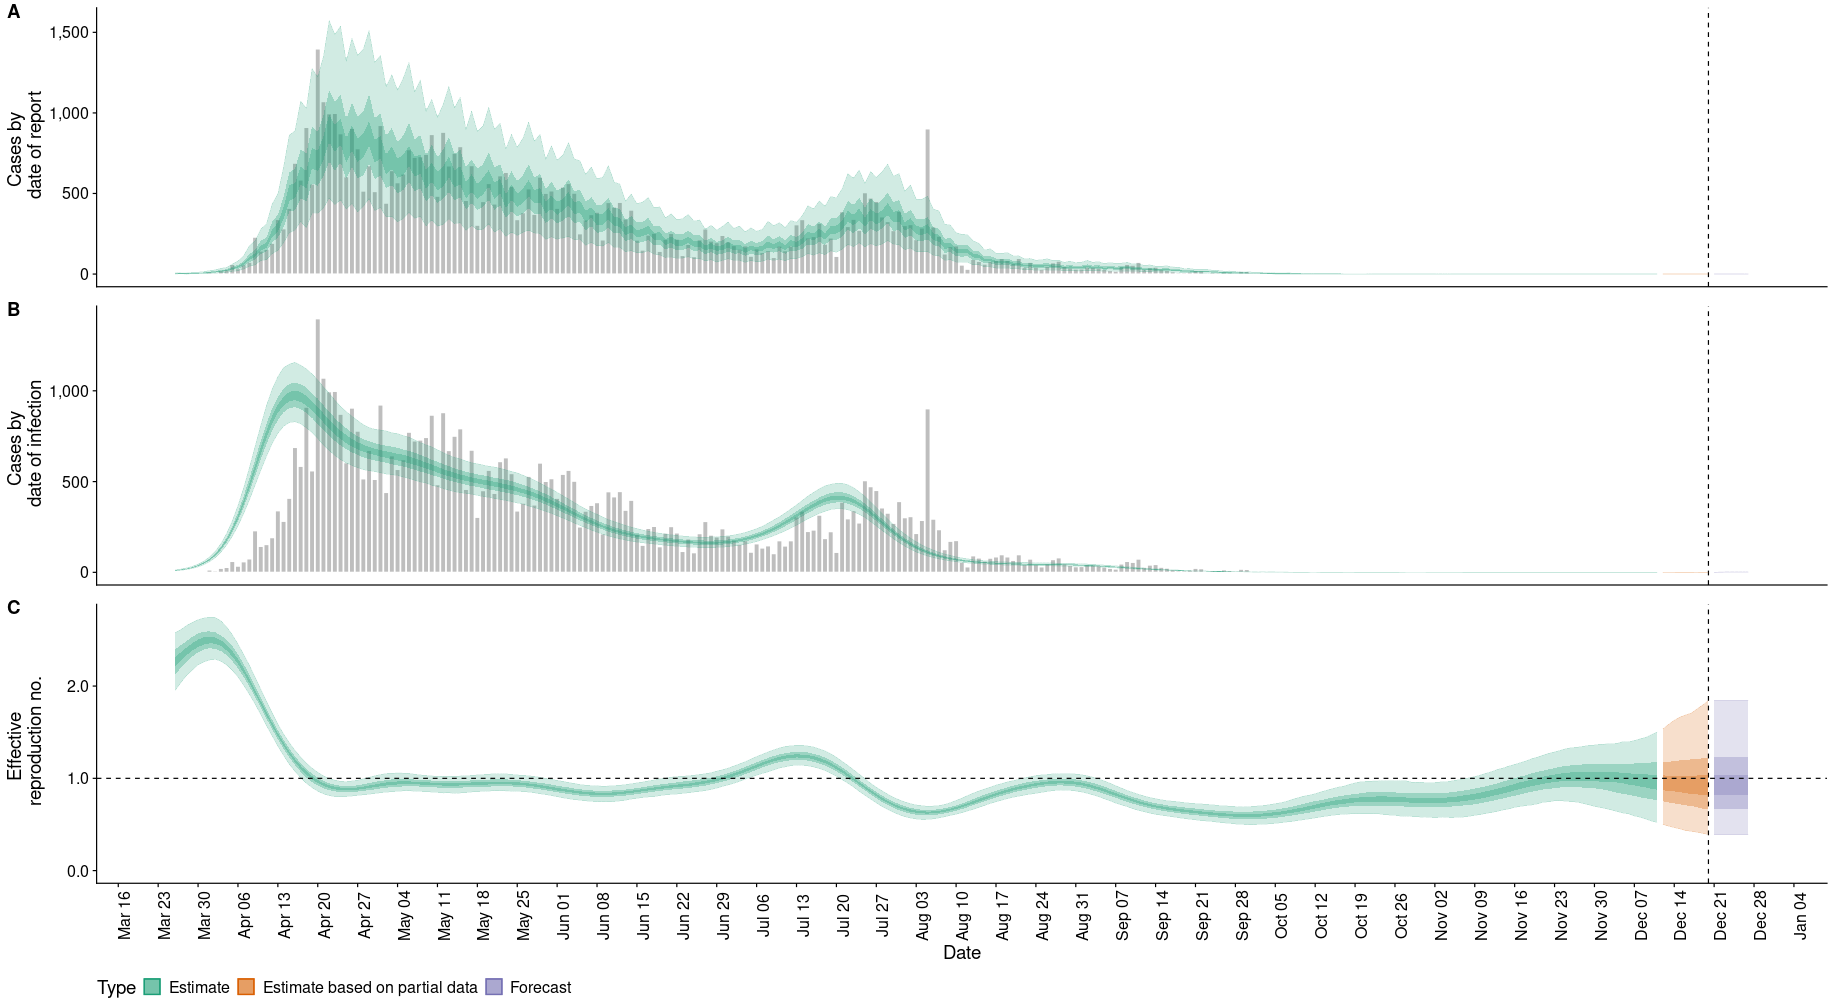 A
Cases by
date of report
1,500
1,000
500
0
B
Cases by
date of infection
1,000
500
0
C
Effective
reproduction no.
2.0
1.0
0.0
Mar 16
Mar 23
Mar 30
Apr 06
Apr 13
Apr 20
Apr 27
May 04
May 11
May 18
May 25
Jun 01
Jun 08
Jun 15
Jun 22
Jun 29
Jul 06
Jul 13
Jul 20
Jul 27
Aug 03
Aug 10
Aug 17
Aug 24
Aug 31
Sep 07
Sep 14
Sep 21
Sep 28
Oct 05
Oct 12
Oct 19
Oct 26
Nov 02
Nov 09
Nov 16
Nov 23
Nov 30
Dec 07
Dec 14
Dec 21
Dec 28
Jan 04
Date
Type Estimate Estimate based on partial data Forecast